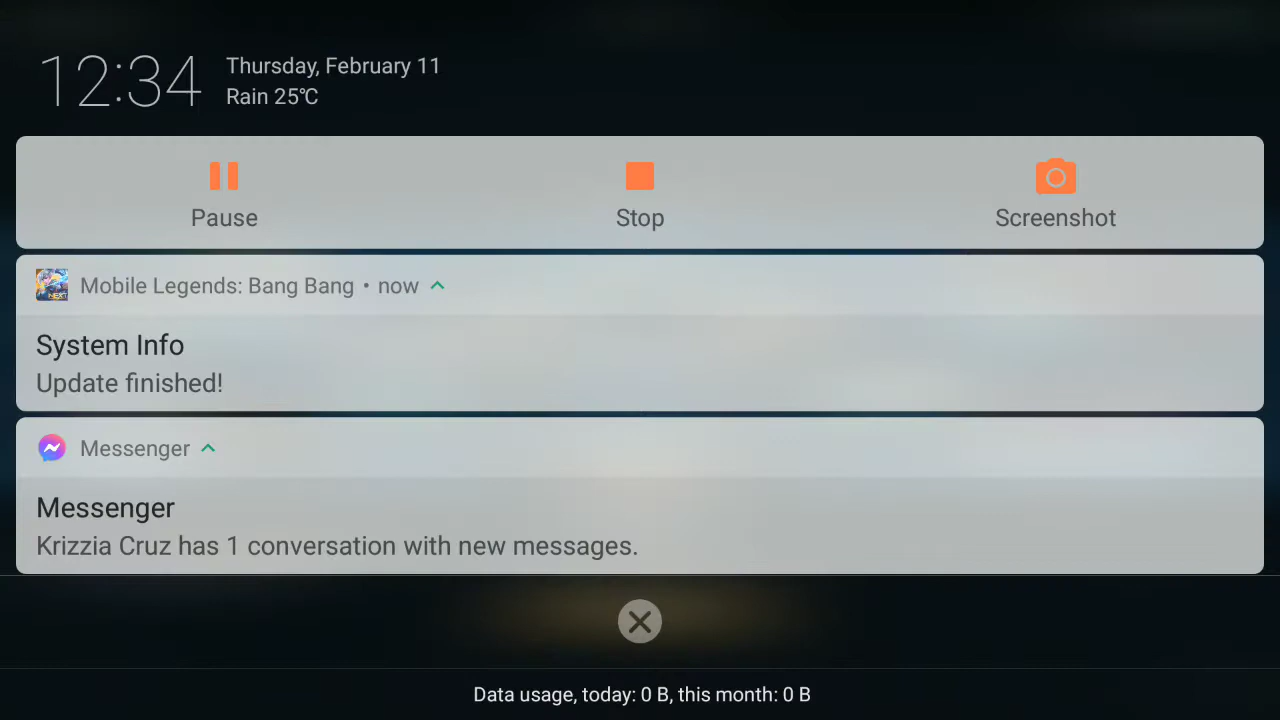 12:34
Thursday, February 11
Rain 25℃
Pause
Stop
Screenshot
Mobile Legends: Bang Bang • now
System Info
Update finished!
Messenger
Messenger
Krizzia Cruz has 1 conversation with new messages.
Data usage, today: 0 B, this month: 0 B